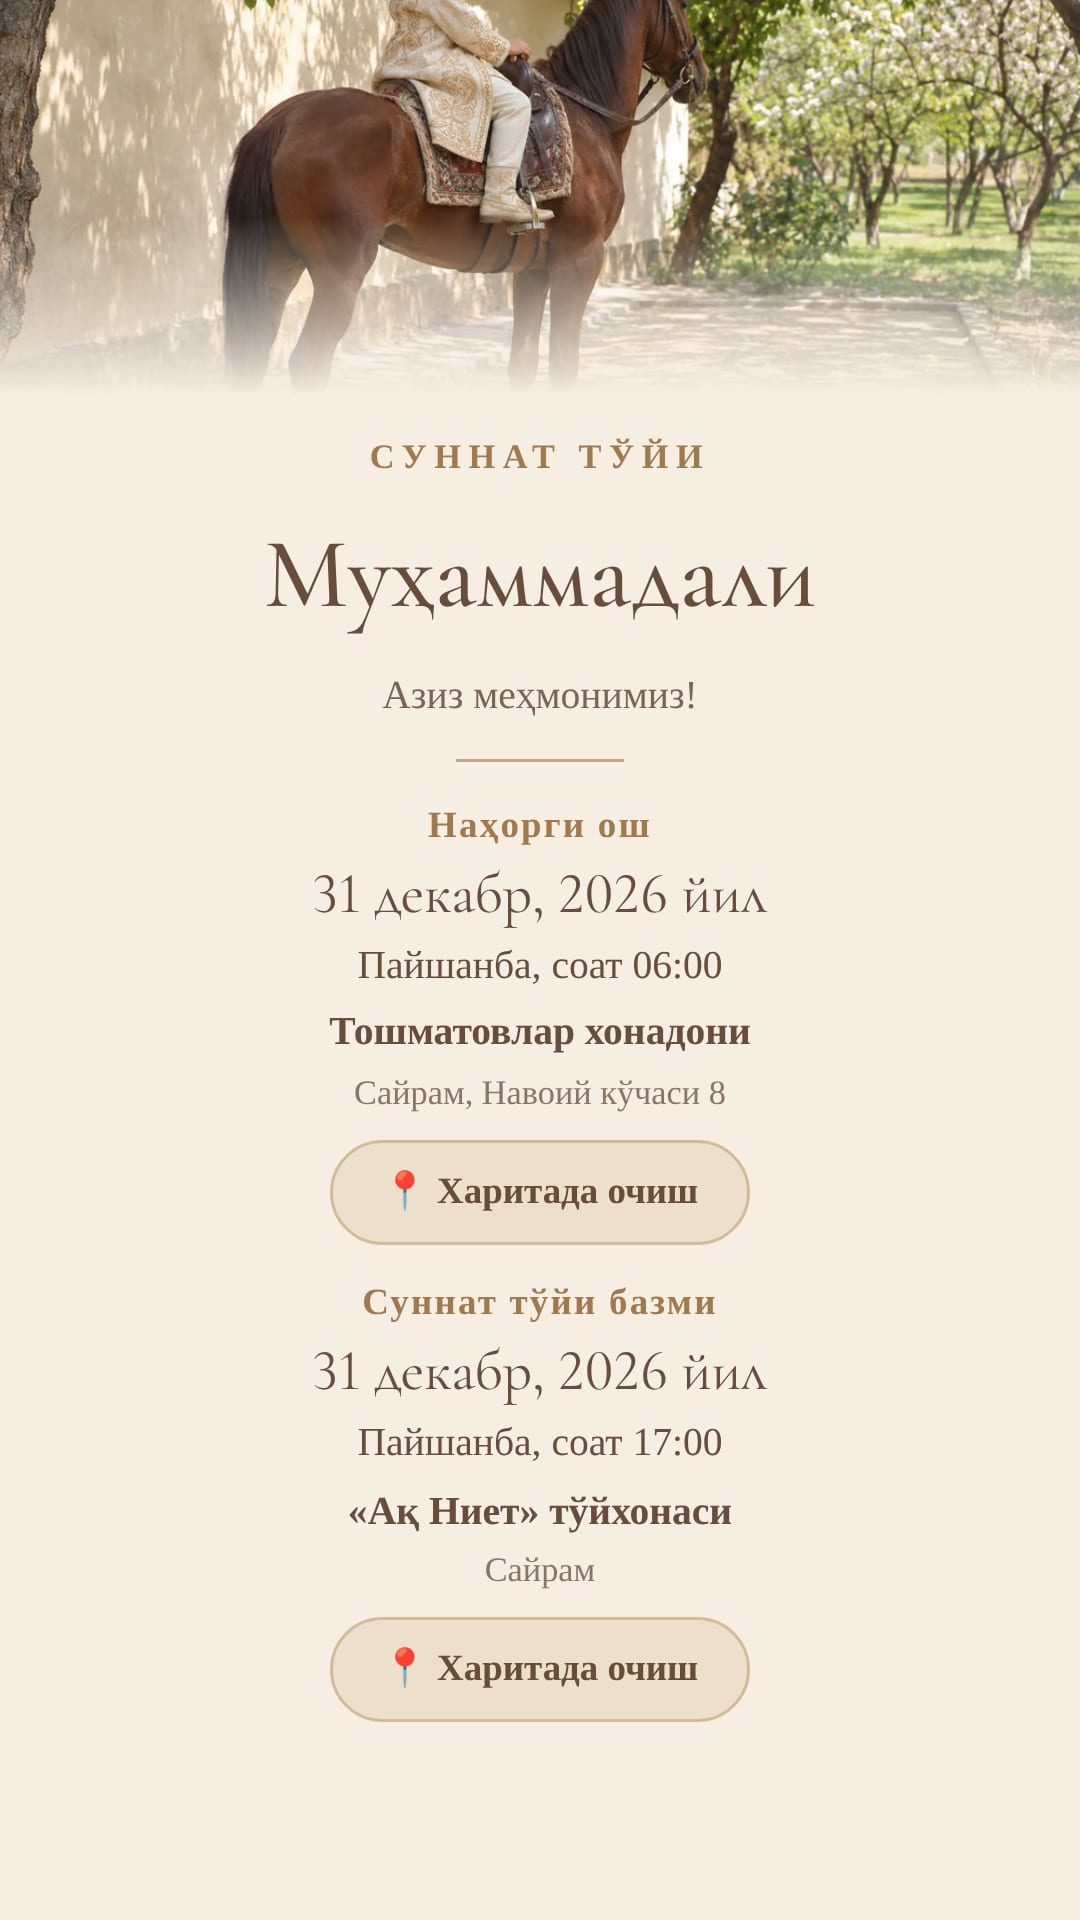 СУННАТ ТЎЙИ
Муҳаммадали
Азиз меҳмонимиз!
Наҳорги ош
31 декабр, 2026 йил
Пайшанба, соат 06:00
Тошматовлар хонадони
Сайрам, Навоий кўчаси 8
📍 Харитада очиш
Суннат тўйи базми
31 декабр, 2026 йил
Пайшанба, соат 17:00
«Ақ Ниет» тўйхонаси
Сайрам
📍 Харитада очиш